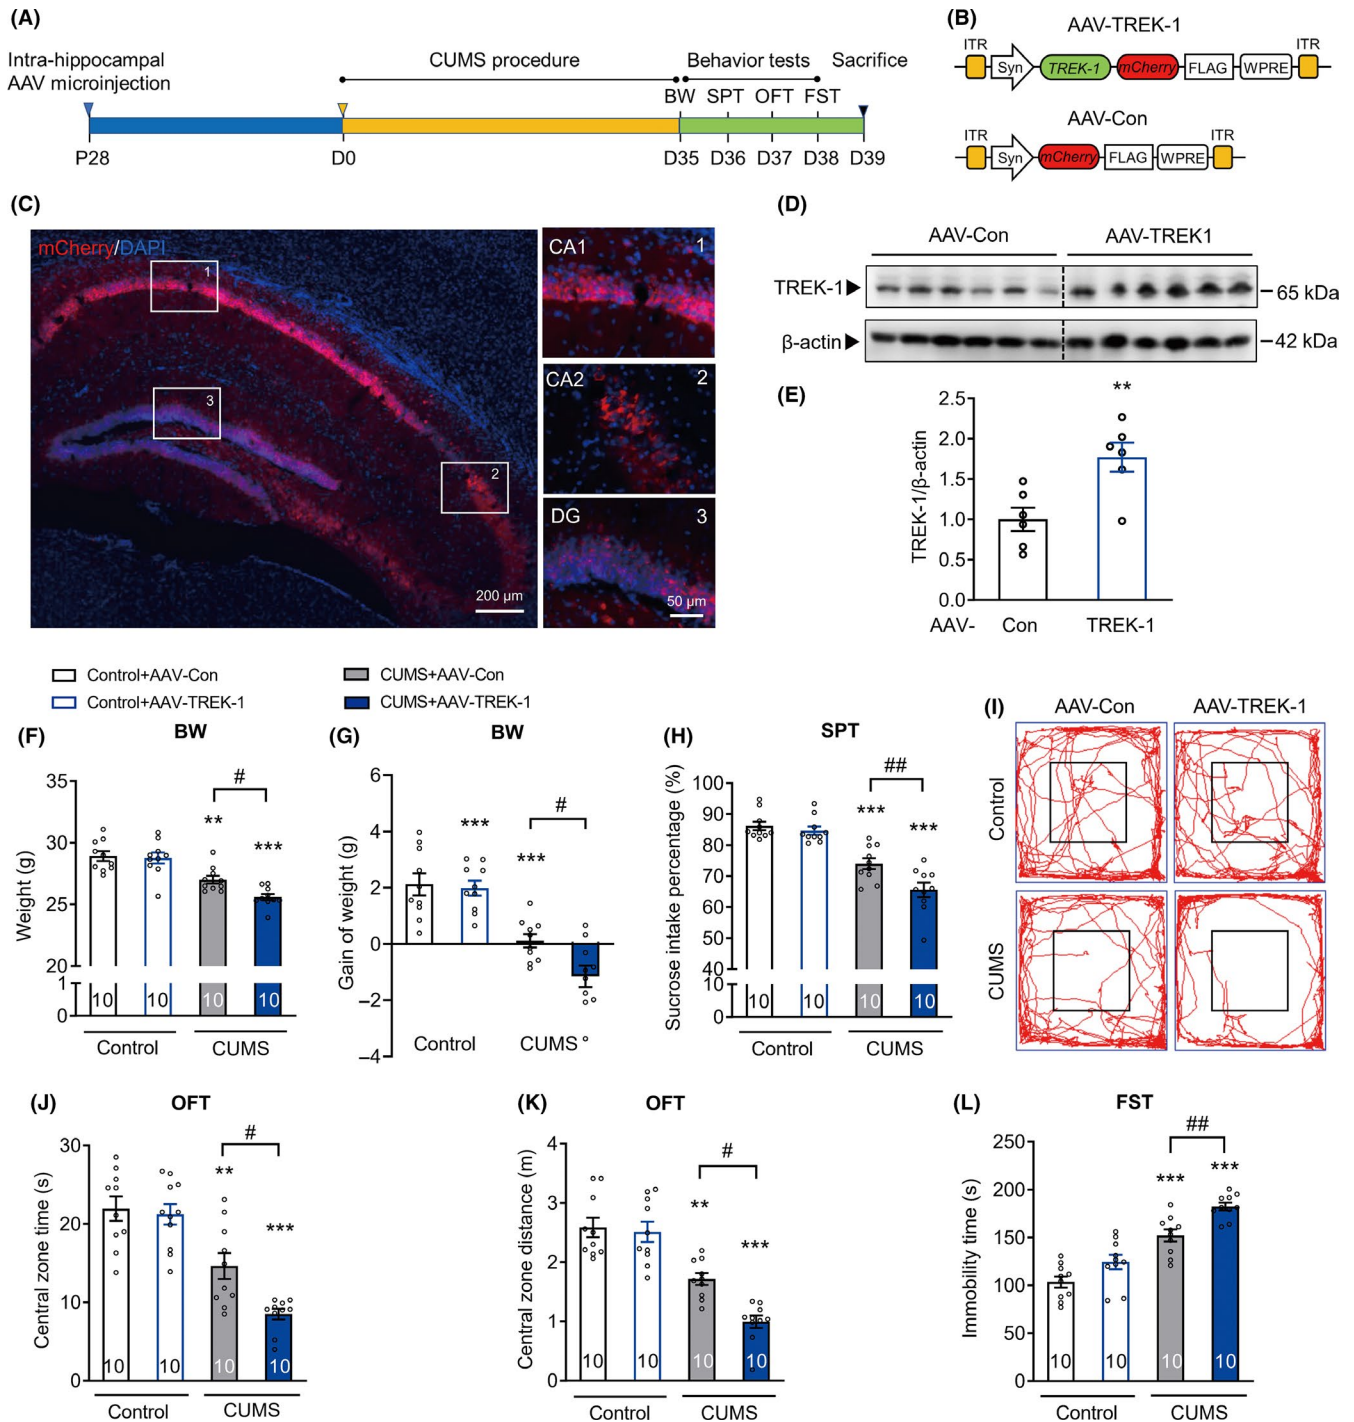 (A)
Intra-hippocampal
AAV microinjection
CUMS procedure
Behavior tests
Sacrifice
BW SPT OFT FST
P28 D0 D35 D36 D37 D38 D39
(B)
AAV-TREK-1
ITR ITR
Syn TREK-1 mCherry FLAG WPRE
AAV-Con
ITR ITR
Syn mCherry FLAG WPRE
(C)
mCherry/DAPI
1
3
2
200 μm
CA1 1
CA2 2
DG 3
50 μm
(D)
AAV-Con AAV-TREK1
TREK-1 65 kDa
β-actin 42 kDa
(E)
**
TREK-1/β-actin
2.5
2.0
1.5
1.0
0.5
0.0
AAV- Con TREK-1
Control+AAV-Con
Control+AAV-TREK-1
CUMS+AAV-Con
CUMS+AAV-TREK-1
(F)
BW
Weight (g)
35
30
25
20
1
0
#
**
***
10 10 10 10
Control CUMS
(G)
BW
Gain of weight (g)
6
4
2
0
−2
−4
***
***
#
Control CUMS
(H)
SPT
Sucrose intake percentage (%)
100
90
80
70
60
50
40
10
0
##
***
***
10 10 10 10
Control CUMS
(I)
AAV-Con AAV-TREK-1
Control
CUMS
(J)
OFT
Central zone time (s)
30
20
10
0
#
**
***
10 10 10 10
Control CUMS
(K)
OFT
Central zone distance (m)
4
3
2
1
0
#
**
***
10 10 10 10
Control CUMS
(L)
FST
Immobility time (s)
250
200
150
100
50
0
##
***
***
10 10 10 10
Control CUMS